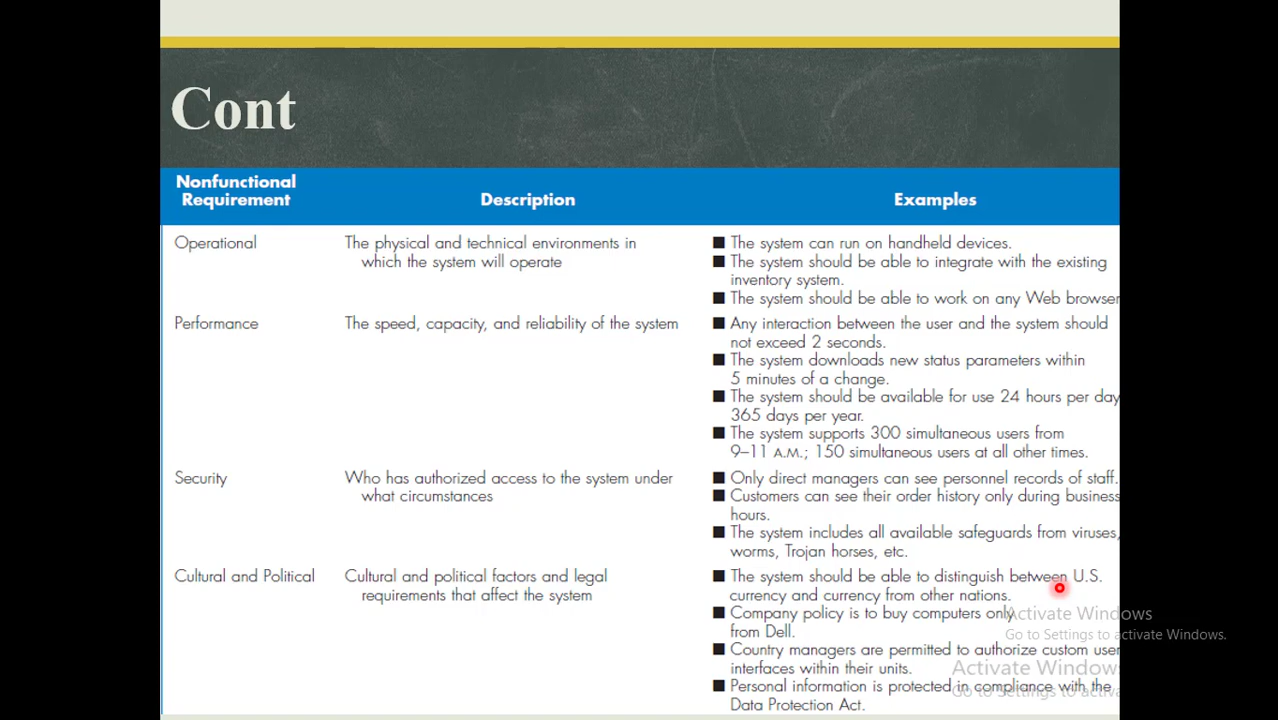 Cont
Nonfunctional
Requirement
Description
Examples
Operational
The physical and technical environments in
which the system will operate
■ The system can run on handheld devices.
■ The system should be able to integrate with the existing
inventory system.
■ The system should be able to work on any Web browser
Performance
The speed, capacity, and reliability of the system
■ Any interaction between the user and the system should
not exceed 2 seconds.
■ The system downloads new status parameters within
5 minutes of a change.
■ The system should be available for use 24 hours per day
365 days per year.
■ The system supports 300 simultaneous users from
9–11 A.M.; 150 simultaneous users at all other times.
Security
Who has authorized access to the system under
what circumstances
■ Only direct managers can see personnel records of staff.
■ Customers can see their order history only during business
hours.
■ The system includes all available safeguards from viruses,
worms, Trojan horses, etc.
Cultural and Political
Cultural and political factors and legal
requirements that affect the system
■ The system should be able to distinguish between U.S.
currency and currency from other nations.
■ Company policy is to buy computers only
from Dell.
■ Country managers are permitted to authorize custom user
interfaces within their units.
■ Personal information is protected in compliance with the
Data Protection Act.
Activate Windows
Go to Settings to activate Windows.
Activate Windows
Go to Settings to activa